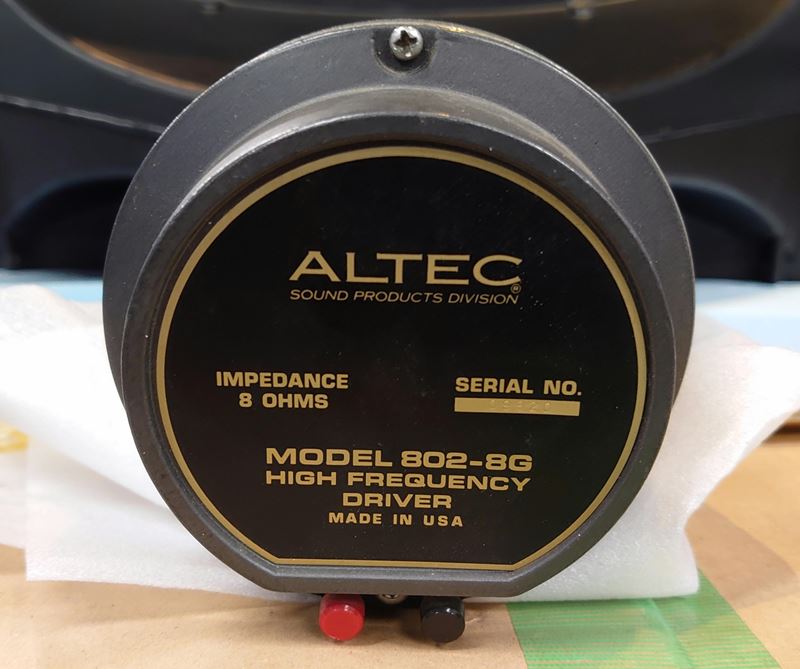 ALTEC®
SOUND PRODUCTS DIVISION
IMPEDANCE
8 OHMS
SERIAL NO.
MODEL 802-8G
HIGH FREQUENCY
DRIVER
MADE IN USA